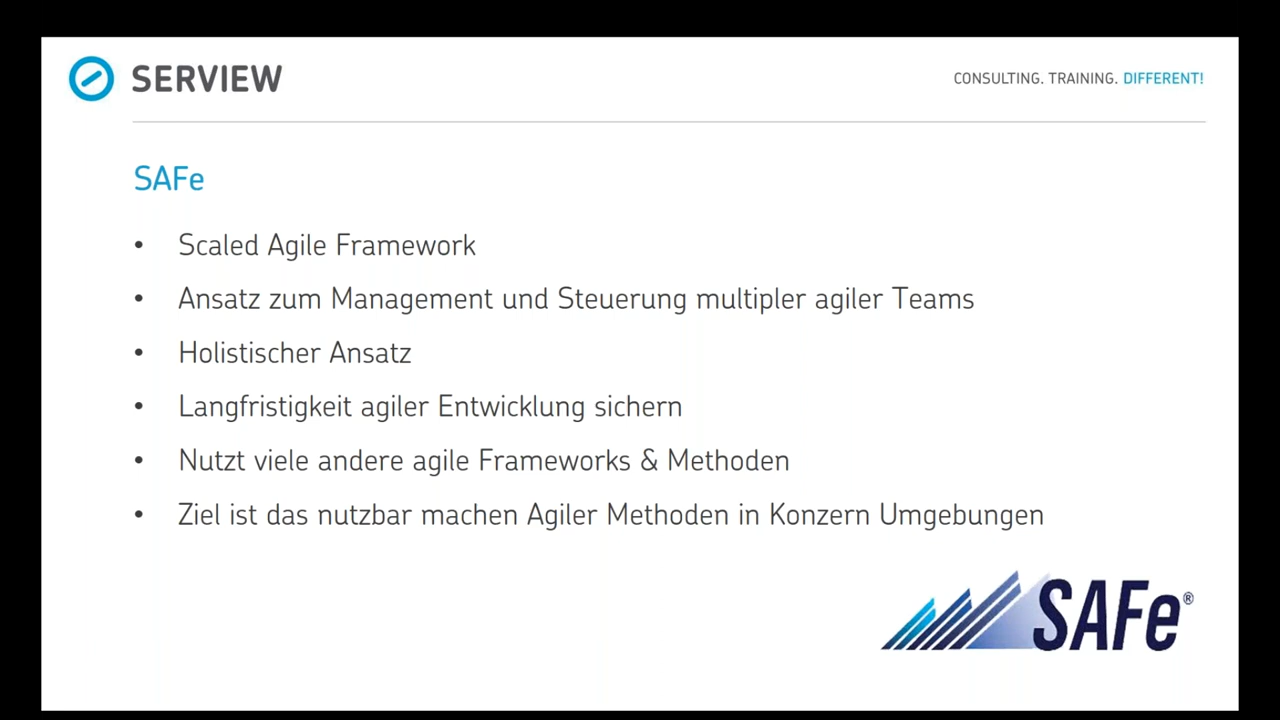 SERVIEW
CONSULTING. TRAINING. DIFFERENT!
SAFe
• Scaled Agile Framework
• Ansatz zum Management und Steuerung multipler agiler Teams
• Holistischer Ansatz
• Langfristigkeit agiler Entwicklung sichern
• Nutzt viele andere agile Frameworks & Methoden
• Ziel ist das nutzbar machen Agiler Methoden in Konzern Umgebungen
SAFe®